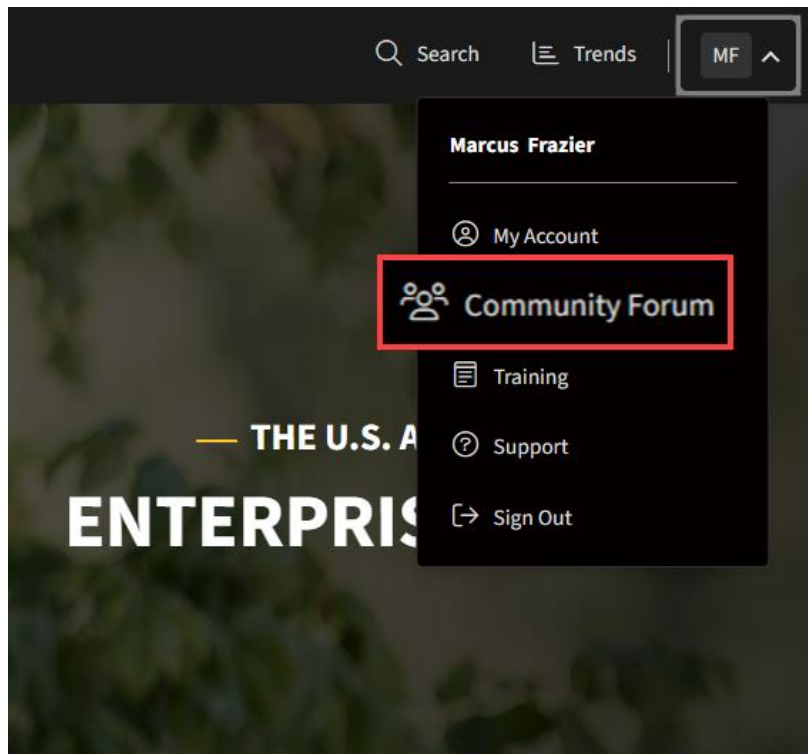 Search Trends MF
Marcus Frazier
My Account
Community Forum
Training
THE U.S. A
Support
ENTERPRIS
Sign Out